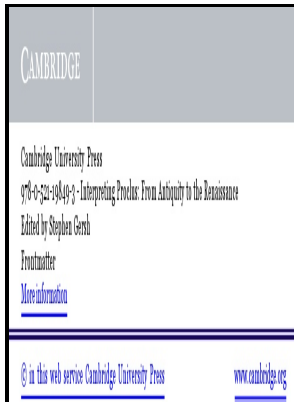 CAMBRIDGE
Cambridge University Press
978-0-521-19849-3 - Interpreting Proclus: From Antiquity to the Renaissance
Edited by Stephen Gersh
Frontmatter
More information
© in this web service Cambridge University Press www.cambridge.org